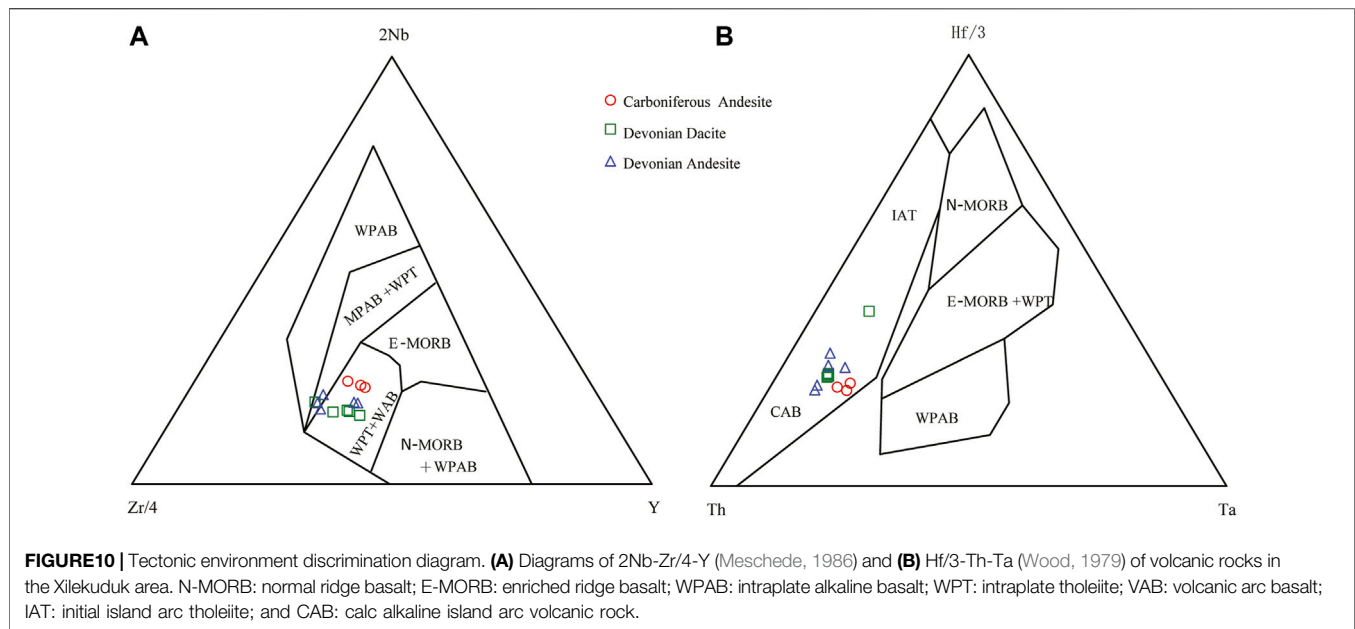 A
2Nb
WPAB
MPAB +WPT
E-MORB
WPT+WAB
N-MORB
+ WPAB
Zr/4
Y
Carboniferous Andesite
Devonian Dacite
Devonian Andesite
B
Hf/3
IAT
N-MORB
E-MORB +WPT
CAB
WPAB
Th
Ta
FIGURE10 | Tectonic environment discrimination diagram. (A) Diagrams of 2Nb-Zr/4-Y (Meschede, 1986) and (B) Hf/3-Th-Ta (Wood, 1979) of volcanic rocks in
the Xilekuduk area. N-MORB: normal ridge basalt; E-MORB: enriched ridge basalt; WPAB: intraplate alkaline basalt; WPT: intraplate tholeiite; VAB: volcanic arc basalt;
IAT: initial island arc tholeiite; and CAB: calc alkaline island arc volcanic rock.